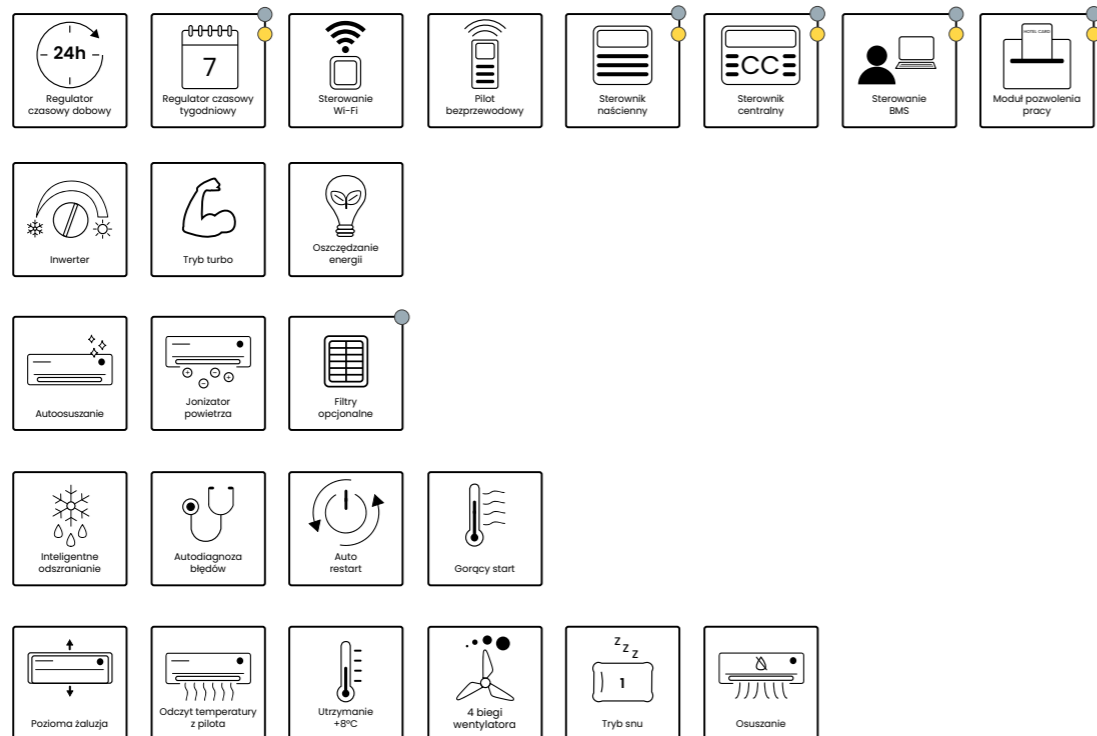 24h
Regulator
czasowy dobowy
7
Regulator czasowy
tygodniowy
Sterowanie
Wi-Fi
Pilot
bezprzewodowy
Sterownik
naścienny
CC
Sterownik
centralny
Sterowanie
BMS
HOTEL CARD
Moduł pozwolenia
pracy
Inwerter
Tryb turbo
Oszczędzanie
energii
Autoosuszanie
Jonizator
powietrza
Filtry
opcjonalne
Inteligentne
odszranianie
Autodiagnoza
błędów
Auto
restart
Gorący start
Pozioma żaluzja
Odczyt temperatury
z pilota
Utrzymanie
+8°C
4 biegi
wentylatora
z z z
1
Tryb snu
Osuszanie